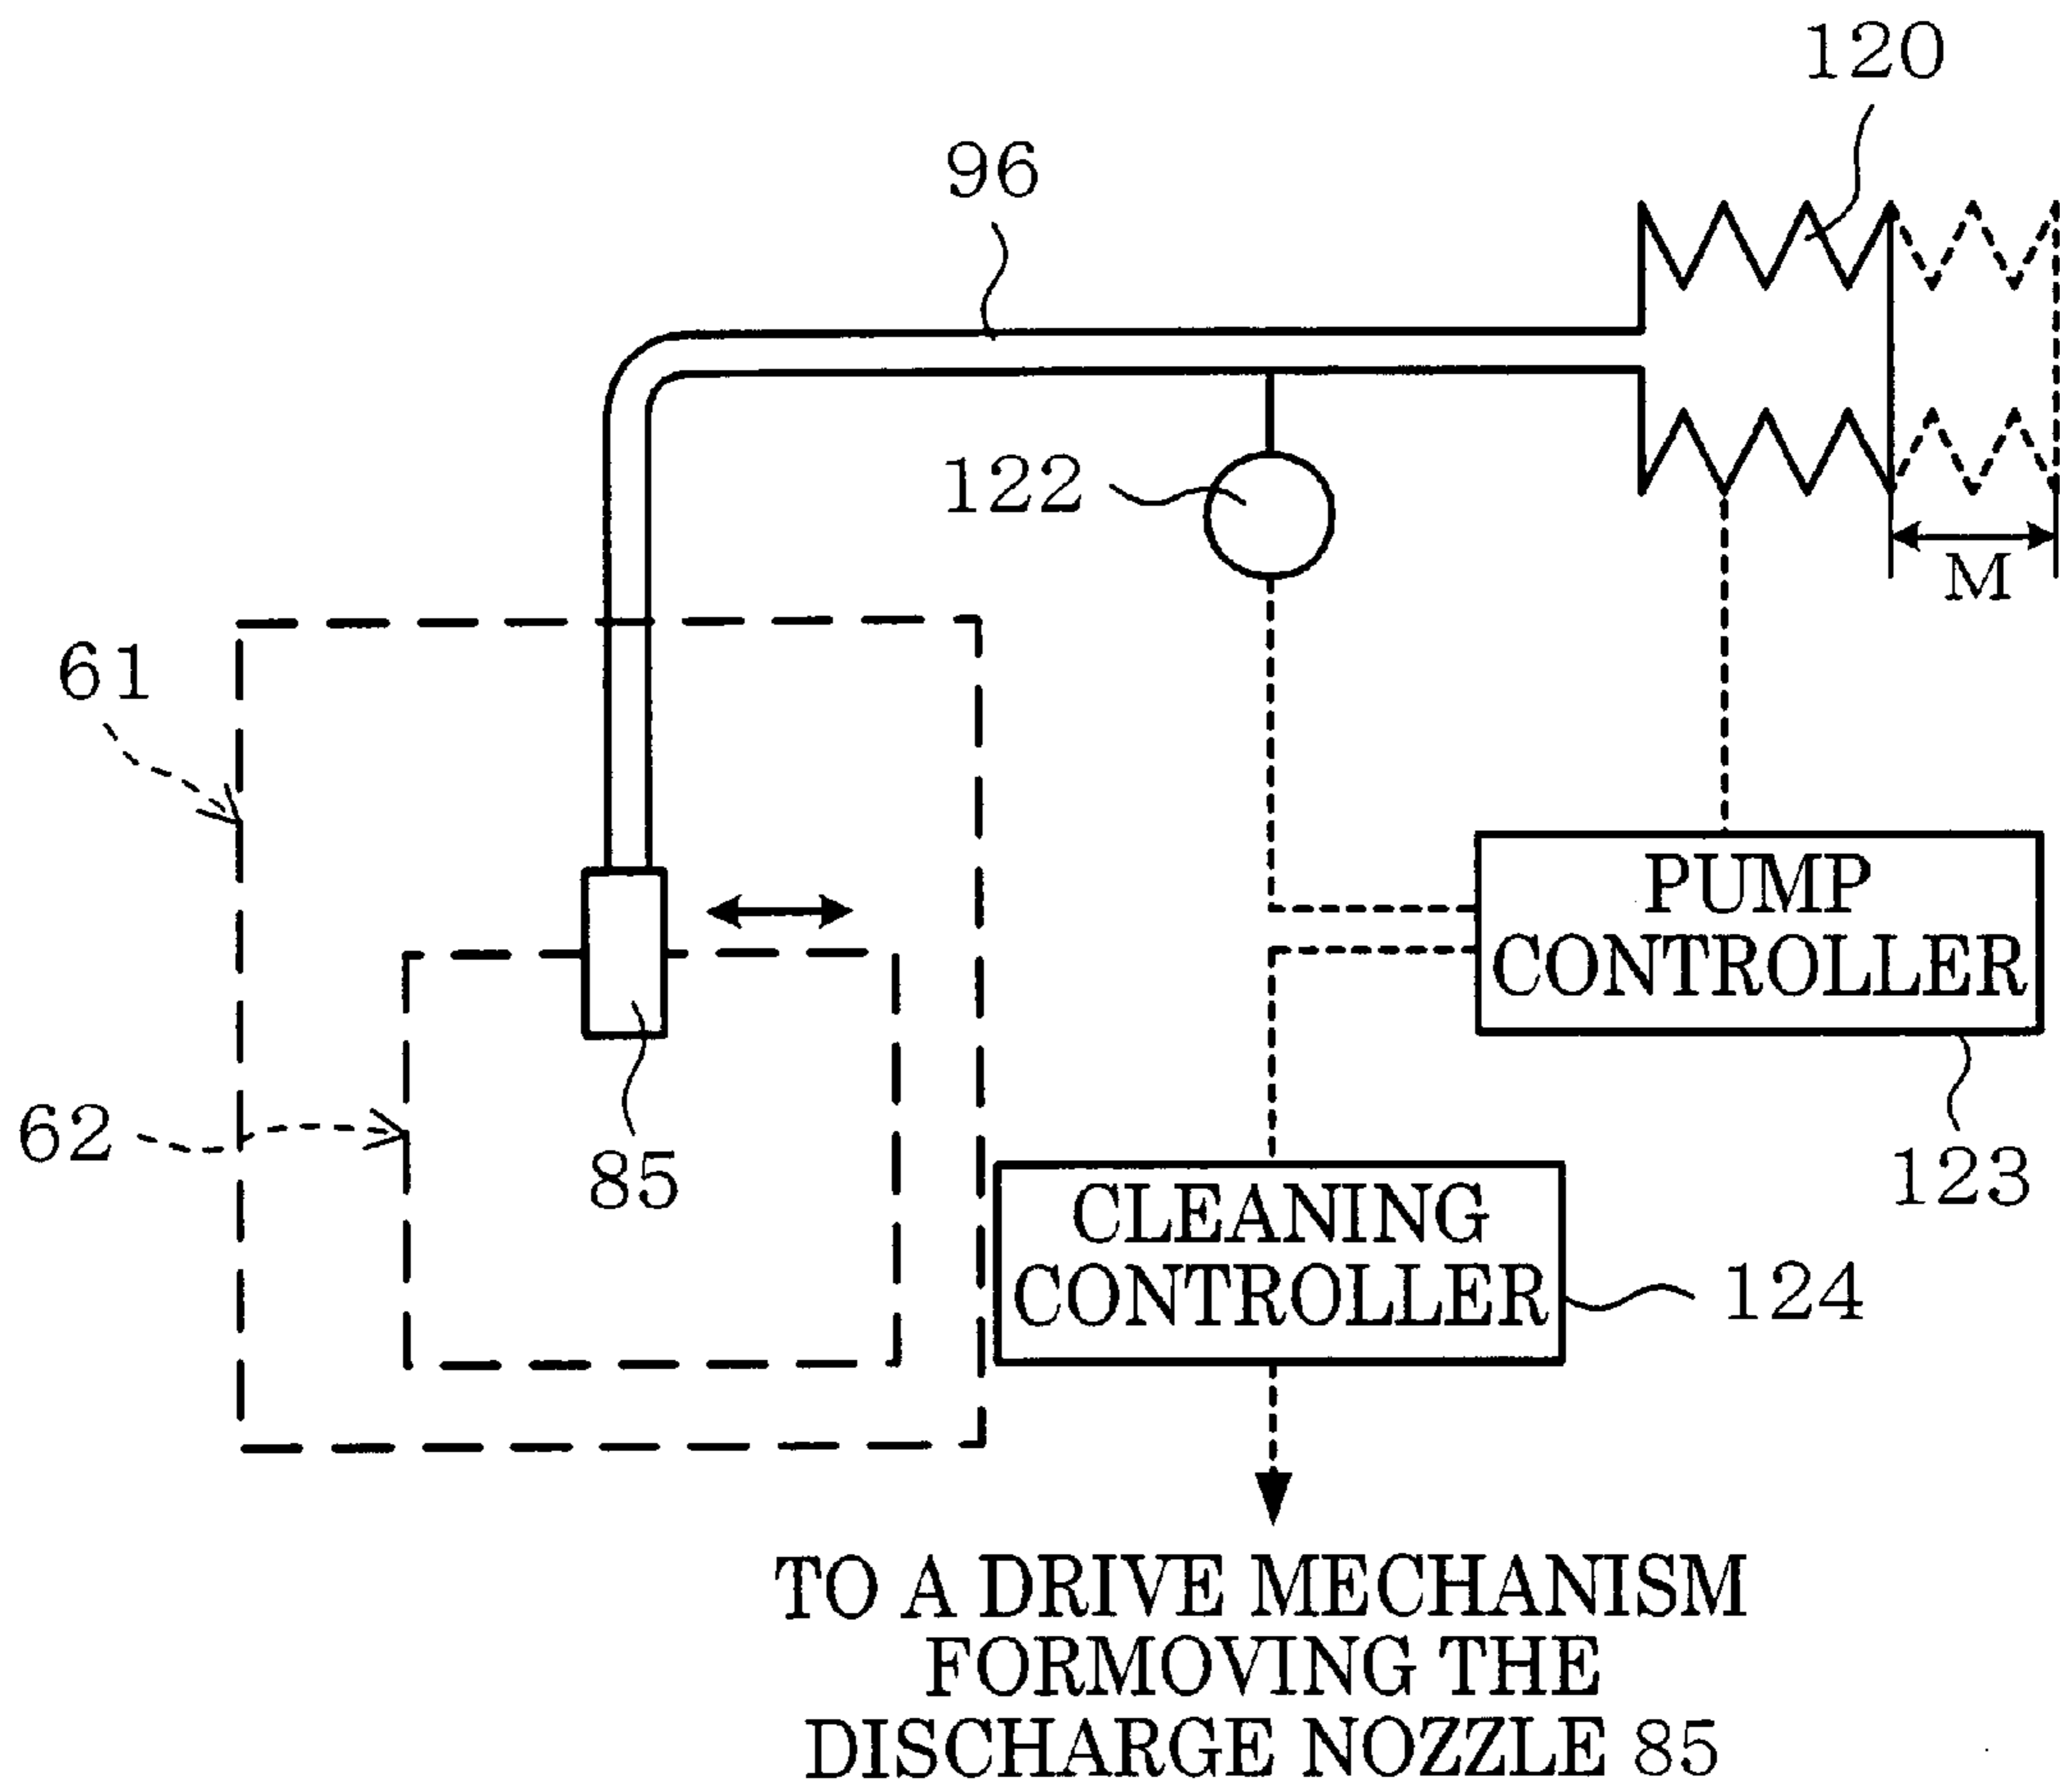 120
96
122
M
61
PUMP
CONTROLLER
62
85
123
CLEANING
CONTROLLER
124
TO A DRIVE MECHANISM
FORMOVING THE
DISCHARGE NOZZLE 85